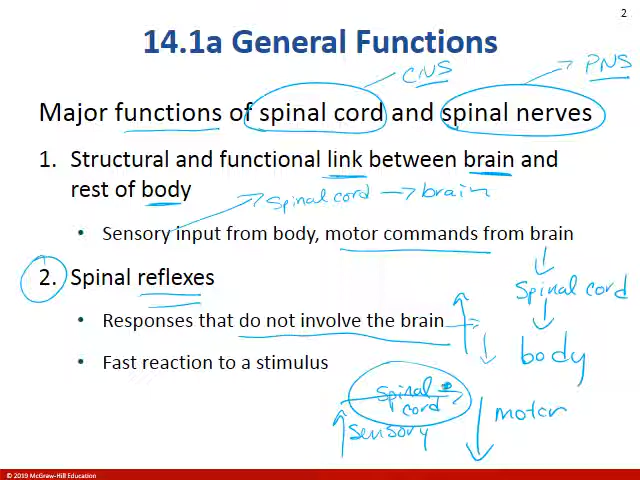 2
14.1a General Functions
CNS
PNS
Major functions of spinal cord and spinal nerves
1. Structural and functional link between brain and
rest of body
spinal cord → brain
• Sensory input from body, motor commands from brain
2. Spinal reflexes
spinal cord
• Responses that do not involve the brain
body
• Fast reaction to a stimulus
spinal
cord
motor
sensory
© 2019 McGraw-Hill Education